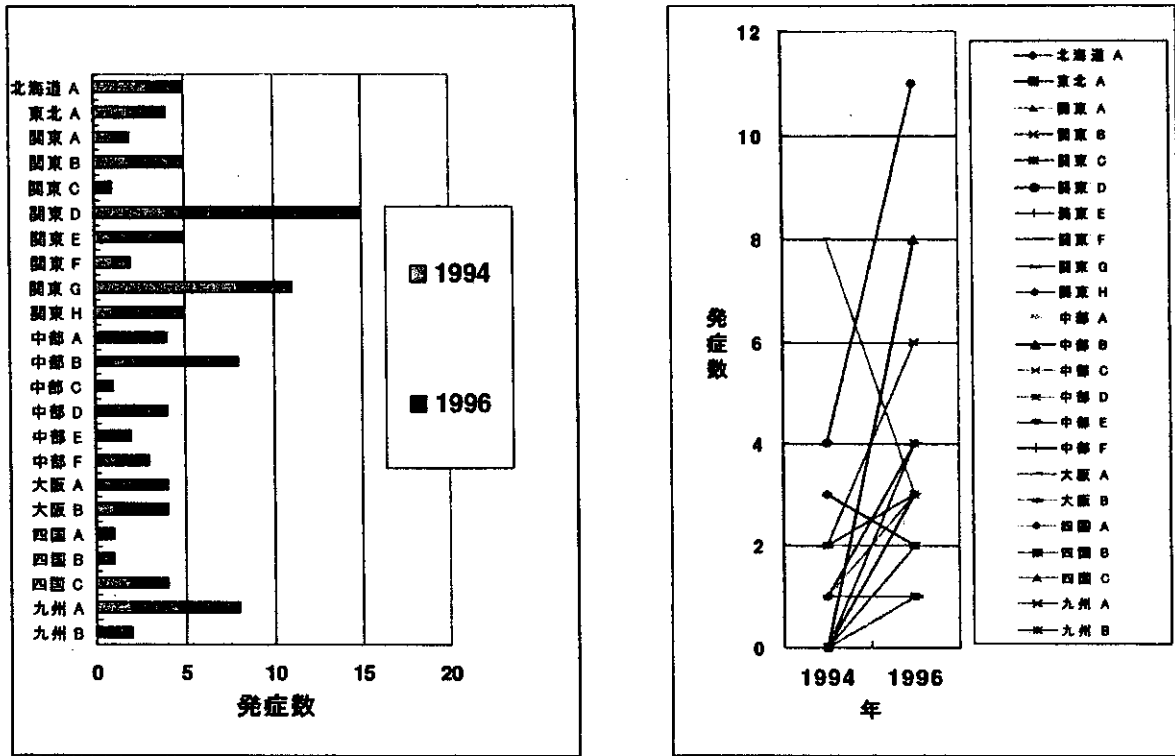 北海道 A
東北 A
関東 A
関東 B
関東 C
関東 D
関東 E
関東 F
関東 G
関東 H
中部 A
中部 B
中部 C
中部 D
中部 E
中部 F
大阪 A
大阪 B
四国 A
四国 B
四国 C
九州 A
九州 B
0 5 10 15 20
発症数
1994
1996
12
10
8
6
4
2
0
発症数
1994 1996
年
北海道 A
東北 A
関東 A
関東 B
関東 C
関東 D
関東 E
関東 F
関東 G
関東 H
中部 A
中部 B
中部 C
中部 D
中部 E
中部 F
大阪 A
大阪 B
四国 A
四国 B
四国 C
九州 A
九州 B